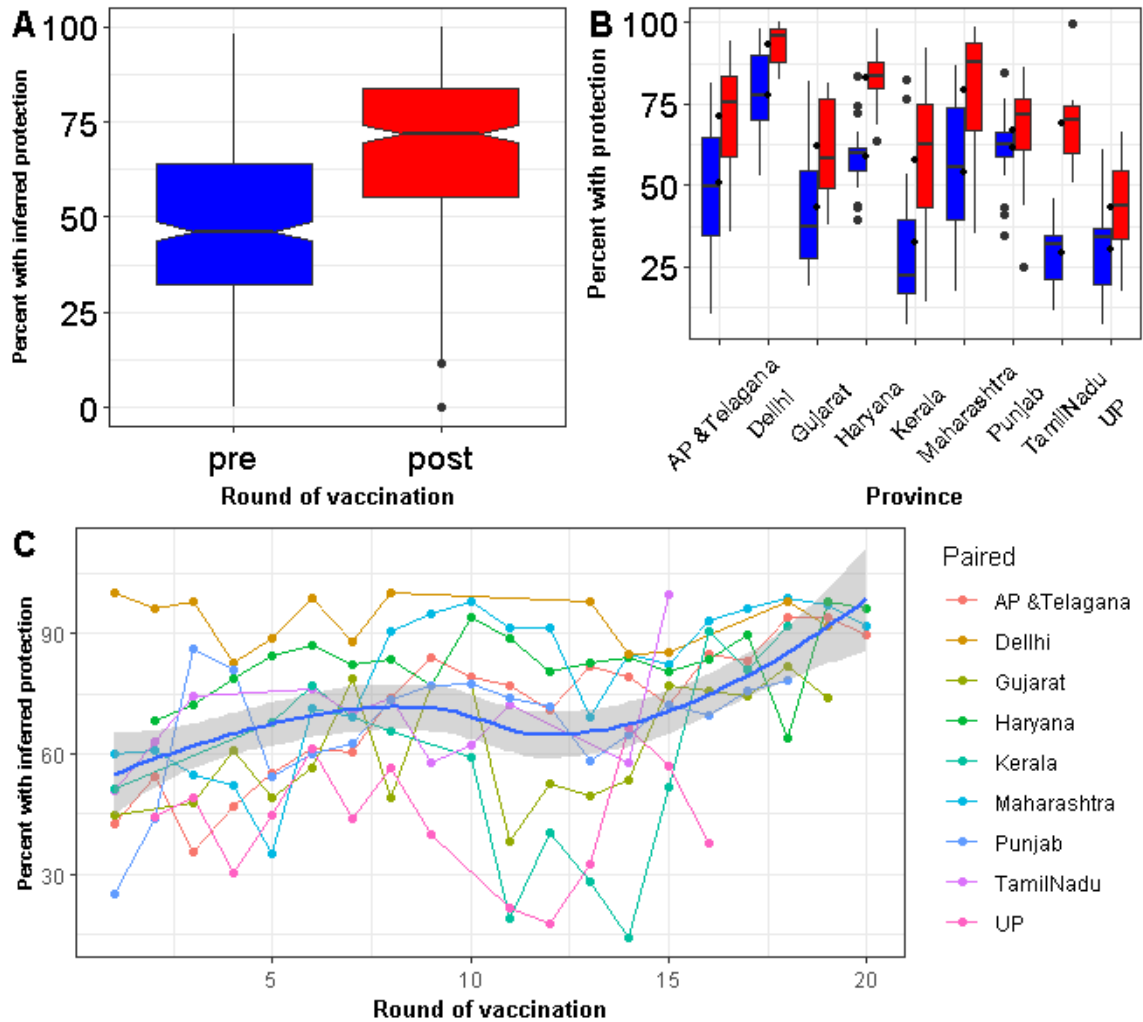 A
Percent with inferred protection
100
75
50
25
0
pre post
Round of vaccination
B
Percent with protection
100
75
50
25
AP &Telagana
Dellhi
Gujarat
Haryana
Kerala
Maharashtra
Punjab
TamilNadu
UP
Province
C
Percent with inferred protection
90
60
30
5 10 15 20
Round of vaccination
Paired
AP &Telagana
Dellhi
Gujarat
Haryana
Kerala
Maharashtra
Punjab
TamilNadu
UP